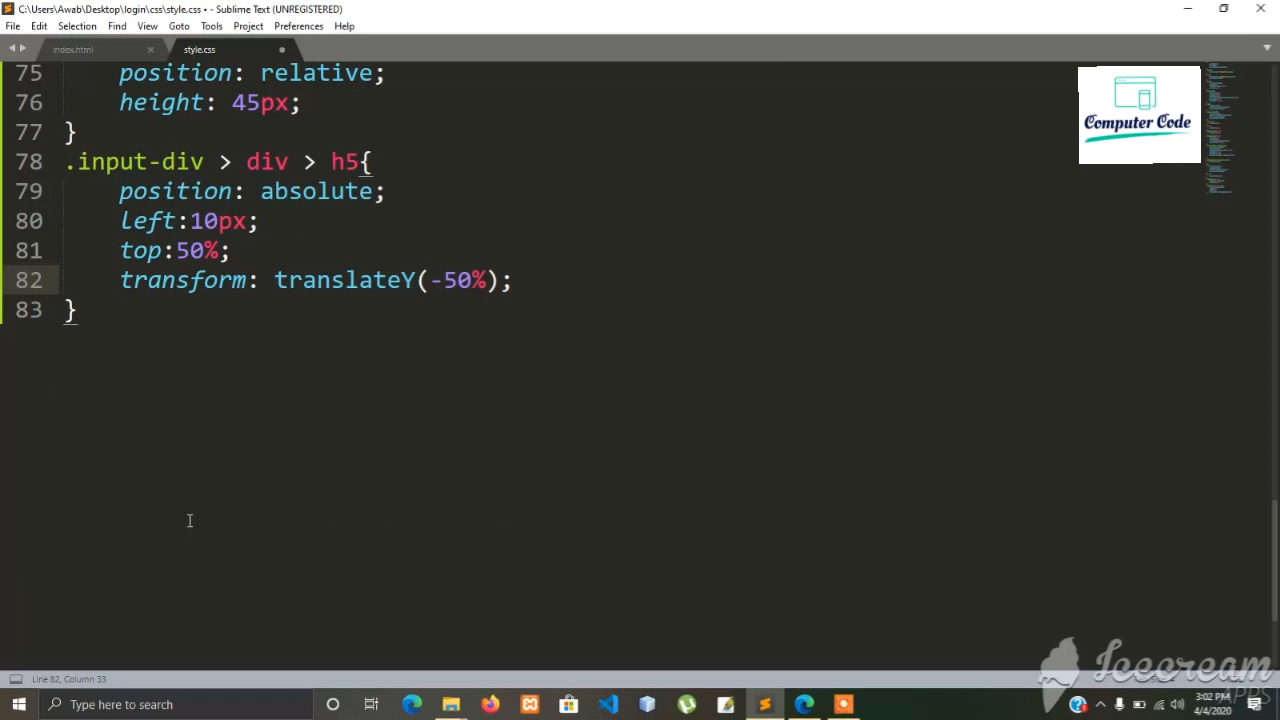 C:\Users\Awab\Desktop\login\css\style.css • - Sublime Text (UNREGISTERED)
File Edit Selection Find View Goto Tools Project Preferences Help
index.html style.css
75 position: relative;
76 height: 45px;
77 }
78 .input-div > div > h5{
79 position: absolute;
80 left:10px;
81 top:50%;
82 transform: translateY(-50%);
83 }
Computer Code
Line 82, Column 33
Icecream
APPS
Type here to search
3:02 PM
4/4/2020